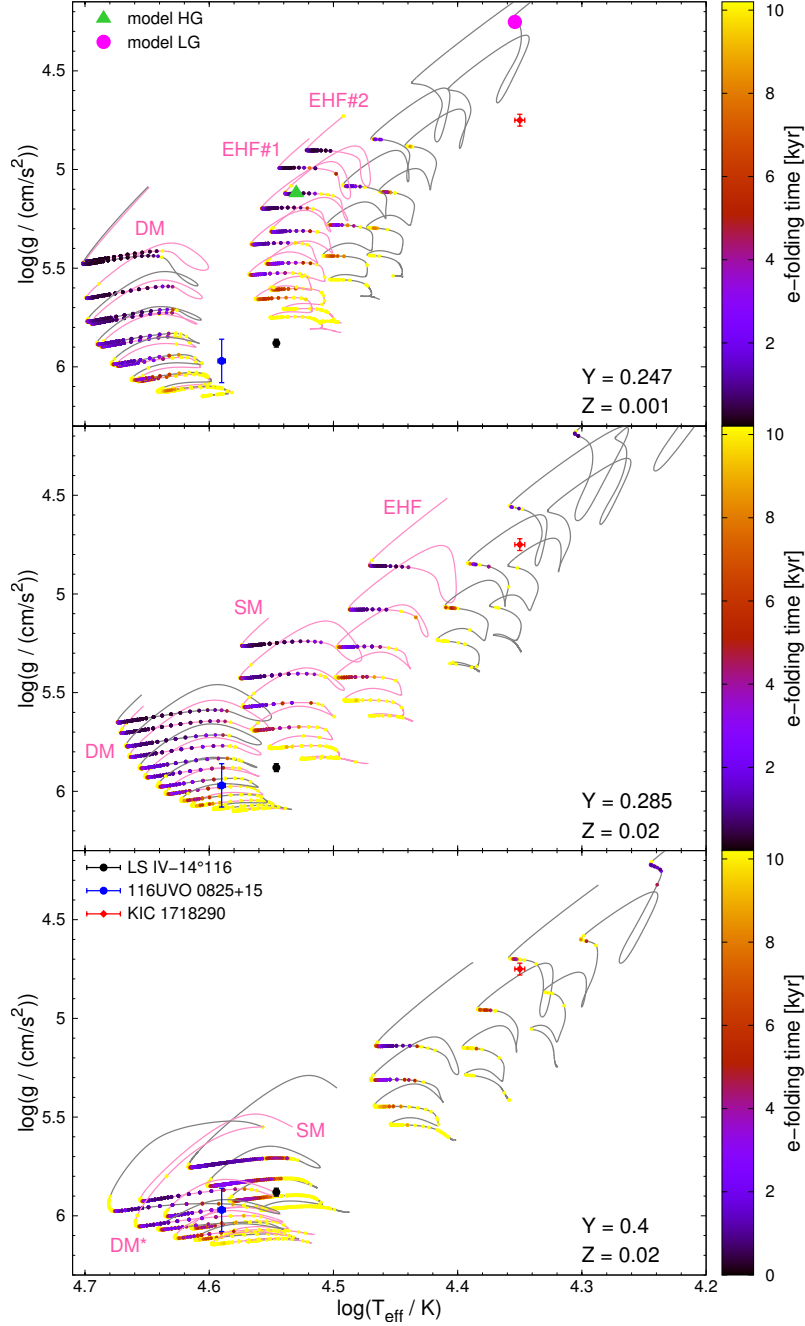 model HG
model LG
EHF#2
EHF#1
DM
4.5
5
5.5
6
log(g / (cm/s²))
Y = 0.247
Z = 0.001
10
8
6
4
2
e-folding time [kyr]
EHF
SM
DM
4.5
5
5.5
6
log(g / (cm/s²))
Y = 0.285
Z = 0.02
10
8
6
4
2
e-folding time [kyr]
LS IV−14°116
116UVO 0825+15
KIC 1718290
SM
DM*
4.5
5
5.5
6
log(g / (cm/s²))
Y = 0.4
Z = 0.02
10
8
6
4
2
0
e-folding time [kyr]
4.7 4.6 4.5 4.4 4.3 4.2
log(T_eff / K)